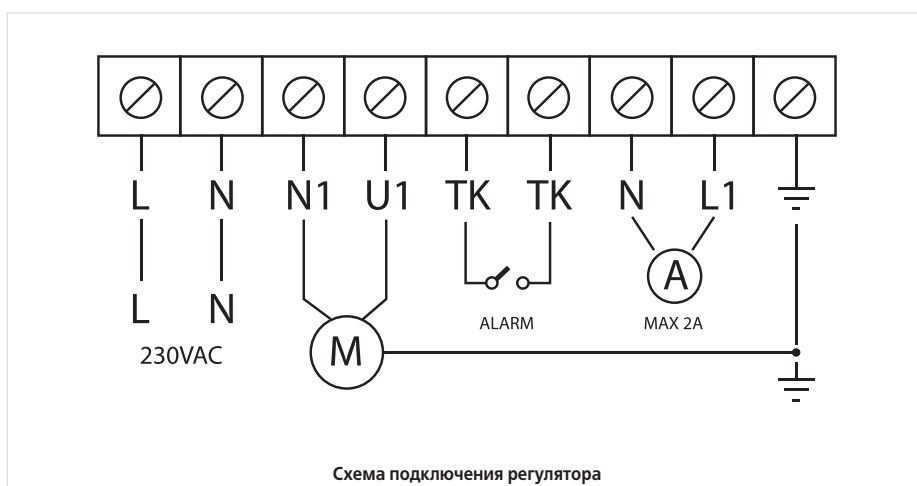 L N N1 U1 TK TK N L1
A
L N
ALARM MAX 2A
230VAC
M
Схема подключения регулятора